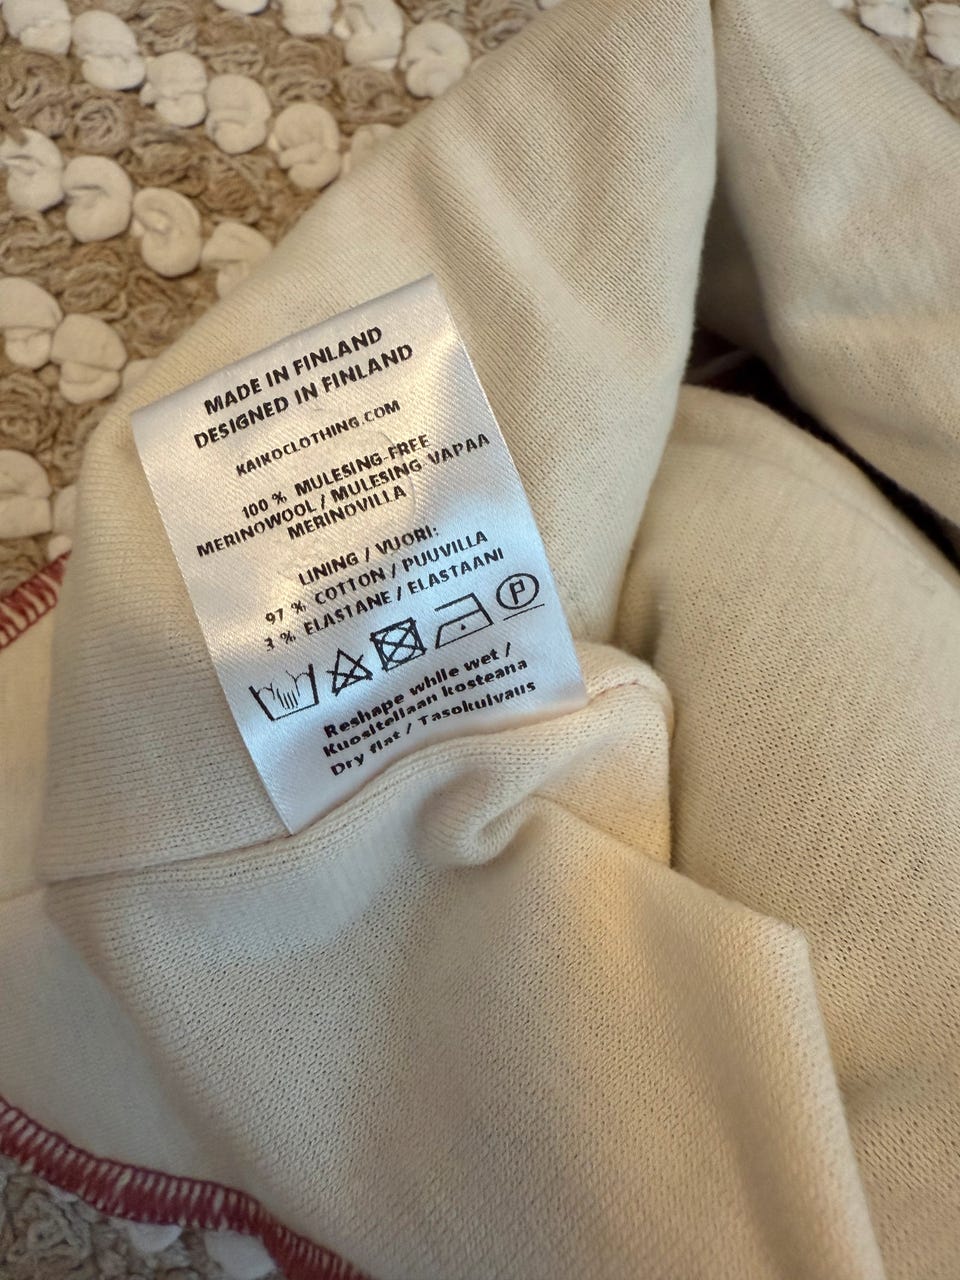 MADE IN FINLAND
DESIGNED IN FINLAND
KAIKOCLOTHING.COM
100 % MULESING-FREE
MERINOWOOL / MULESING VAPAA
MERINOVILLA
LINING / VUORI:
97 % COTTON / PUUVILLA
3 % ELASTANE / ELASTAANI
P
Reshape while wet /
Kuositellaan kosteana
Dry flat / Tasokuivaus